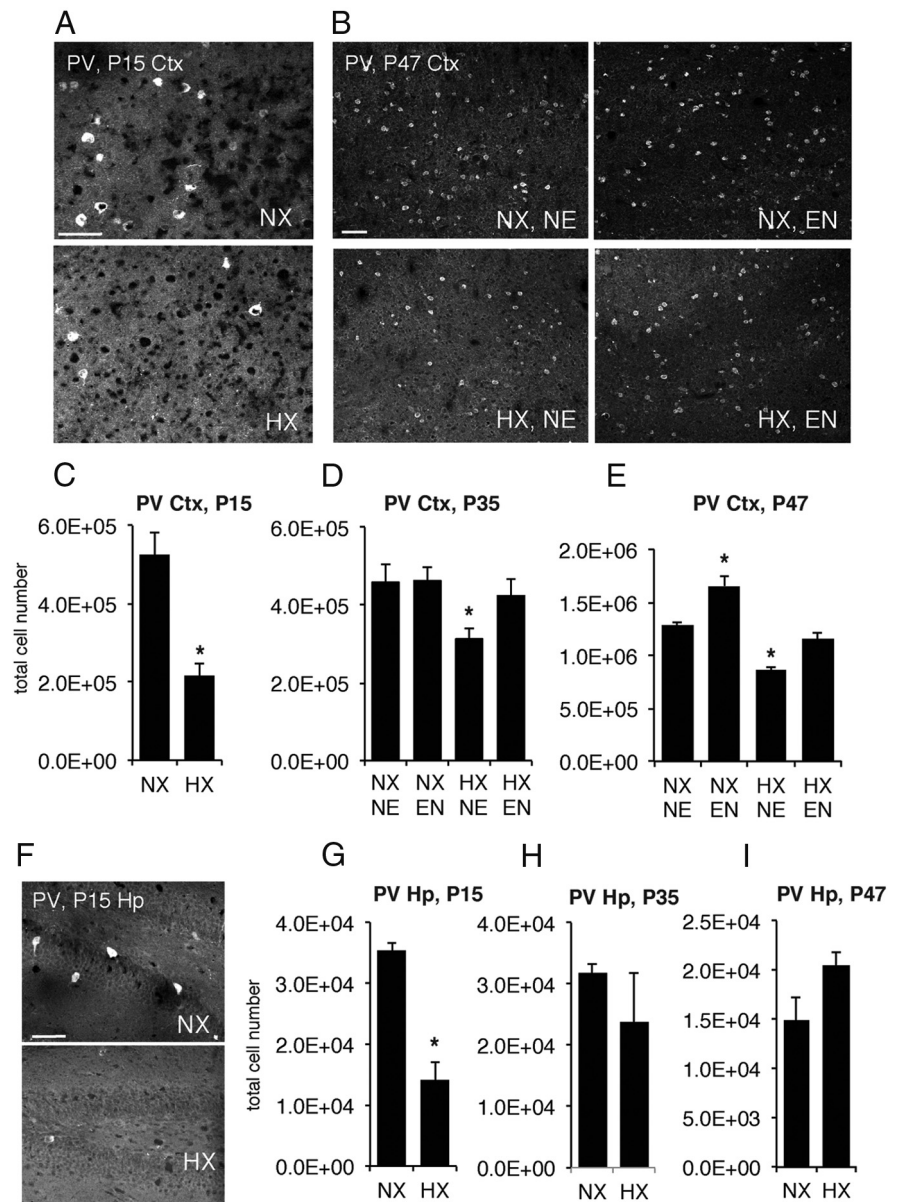 A
B
PV, P15 Ctx
NX
HX
PV, P47 Ctx
NX, NE
NX, EN
HX, NE
HX, EN
C
PV Ctx, P15
total cell number
6.0E+05
4.0E+05
2.0E+05
0.0E+00
*
NX HX
D
PV Ctx, P35
6.0E+05
4.0E+05
2.0E+05
0.0E+00
*
NX NX HX HX
NE EN NE EN
E
PV Ctx, P47
2.0E+06
1.5E+06
1.0E+06
5.0E+05
0.0E+00
*
*
NX NX HX HX
NE EN NE EN
F
PV, P15 Hp
NX
HX
G
PV Hp, P15
total cell number
4.0E+04
3.0E+04
2.0E+04
1.0E+04
0.0E+00
*
NX HX
H
PV Hp, P35
4.0E+04
3.0E+04
2.0E+04
1.0E+04
0.0E+00
NX HX
I
PV Hp, P47
2.5E+04
2.0E+04
1.5E+04
1.0E+04
5.0E+03
0.0E+00
NX HX